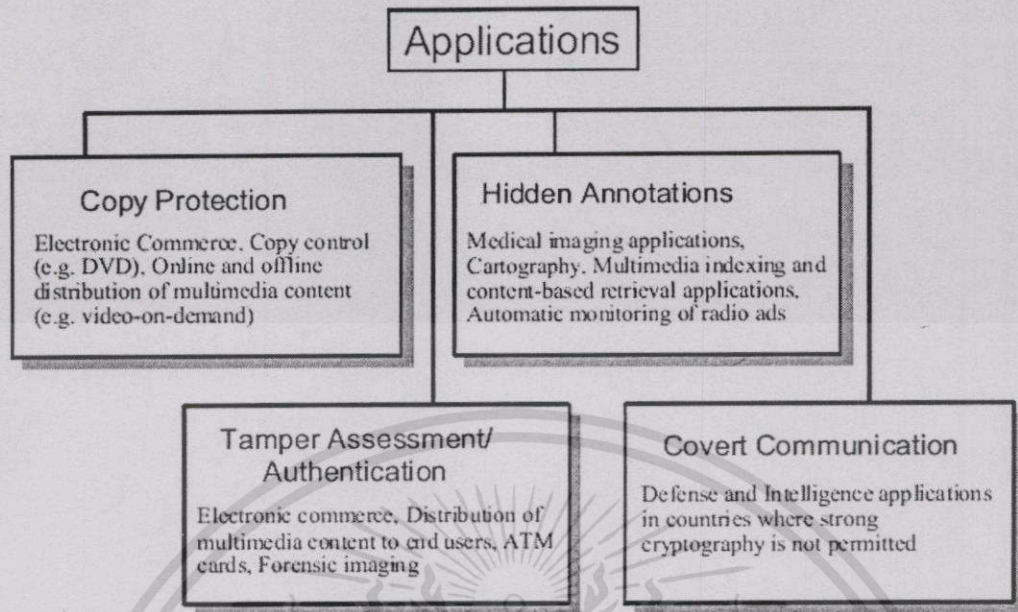 Applications
Copy Protection
Electronic Commerce, Copy control
(e.g. DVD), Online and offline
distribution of multimedia content
(e.g. video-on-demand)
Hidden Annotations
Medical imaging applications,
Cartography, Multimedia indexing and
content-based retrieval applications,
Automatic monitoring of radio ads
Tamper Assessment/
Authentication
Electronic commerce, Distribution of
multimedia content to end users, ATM
cards, Forensic imaging
Covert Communication
Defense and Intelligence applications
in countries where strong
cryptography is not permitted